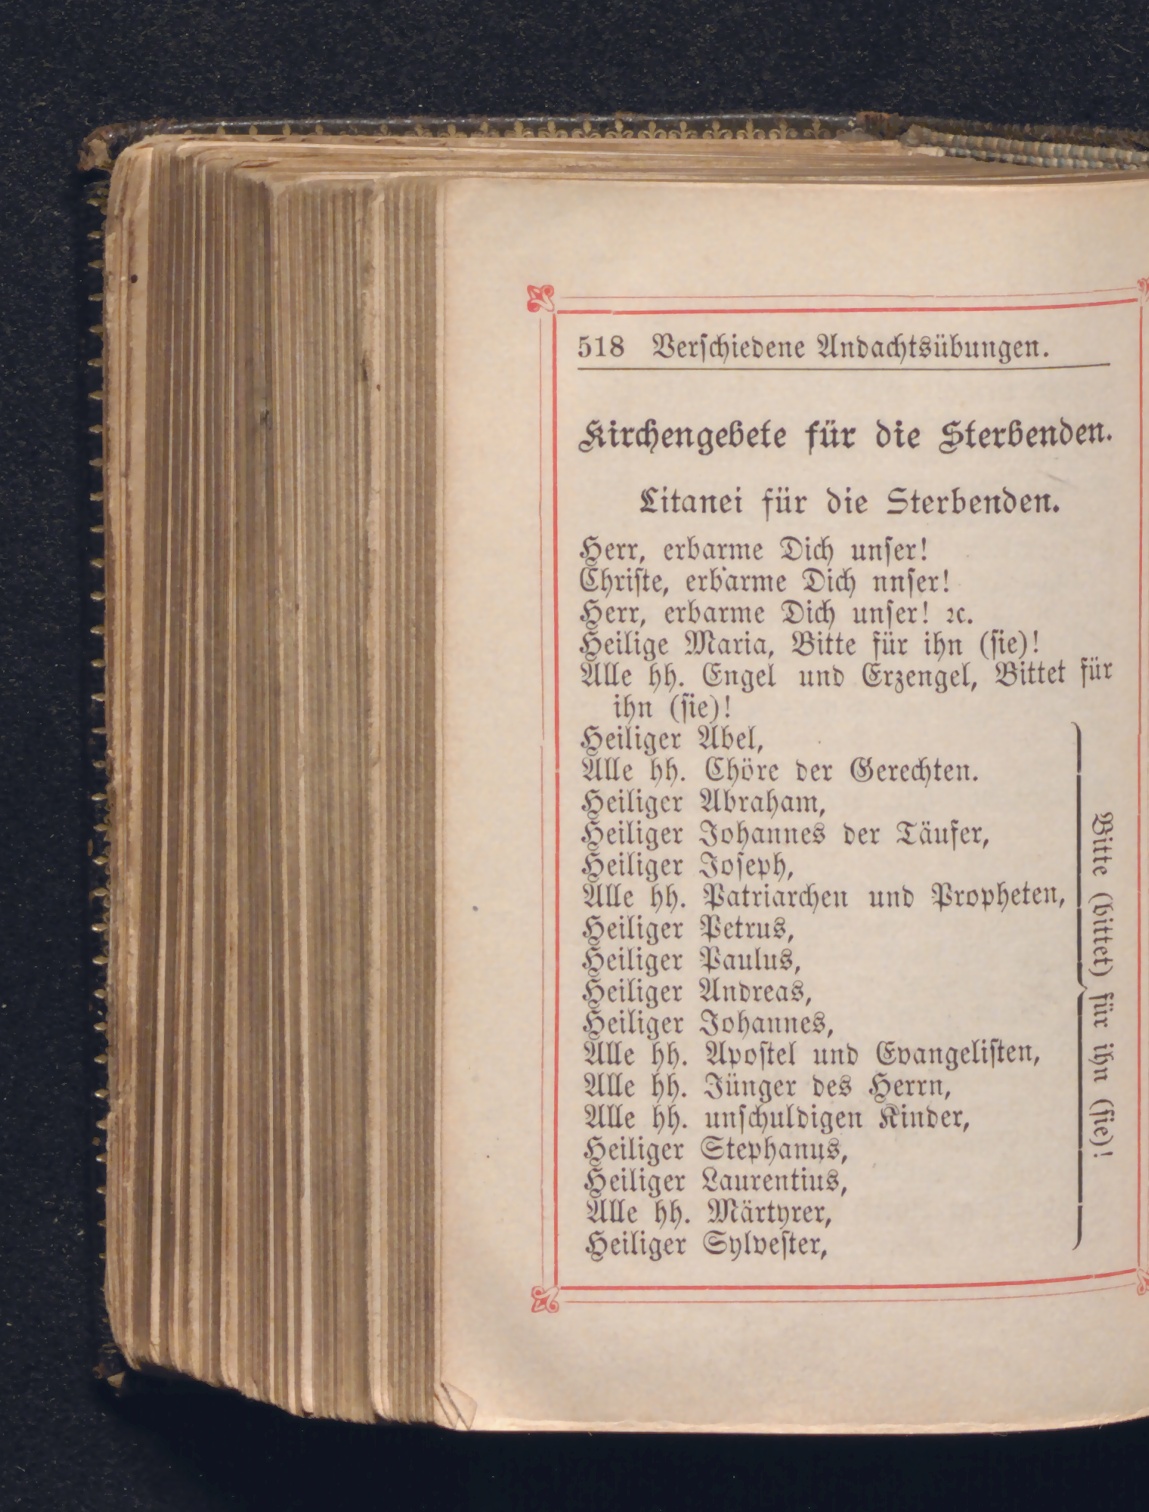 518 Verſchiedene Andachtsübungen.
Kirchengebete für die Sterbenden.
Litanei für die Sterbenden.
Herr, erbarme Dich unſer!
Chriſte, erbarme Dich nnſer!
Herr, erbarme Dich unſer! ꝛc.
Heilige Maria, Bitte für ihn (ſie)!
Alle hh. Engel und Erzengel, Bittet für
ihn (ſie)!
Heiliger Abel,
Alle hh. Chöre der Gerechten.
Heiliger Abraham,
Heiliger Johannes der Täufer,
Heiliger Joſeph,
Alle hh. Patriarchen und Propheten,
Heiliger Petrus,
Heiliger Paulus,
Heiliger Andreas,
Heiliger Johannes,
Alle hh. Apoſtel und Evangeliſten,
Alle hh. Jünger des Herrn,
Alle hh. unſchuldigen Kinder,
Heiliger Stephanus,
Heiliger Laurentius,
Alle hh. Märtyrer,
Heiliger Sylveſter,
Bitte (bittet) für ihn (ſie)!